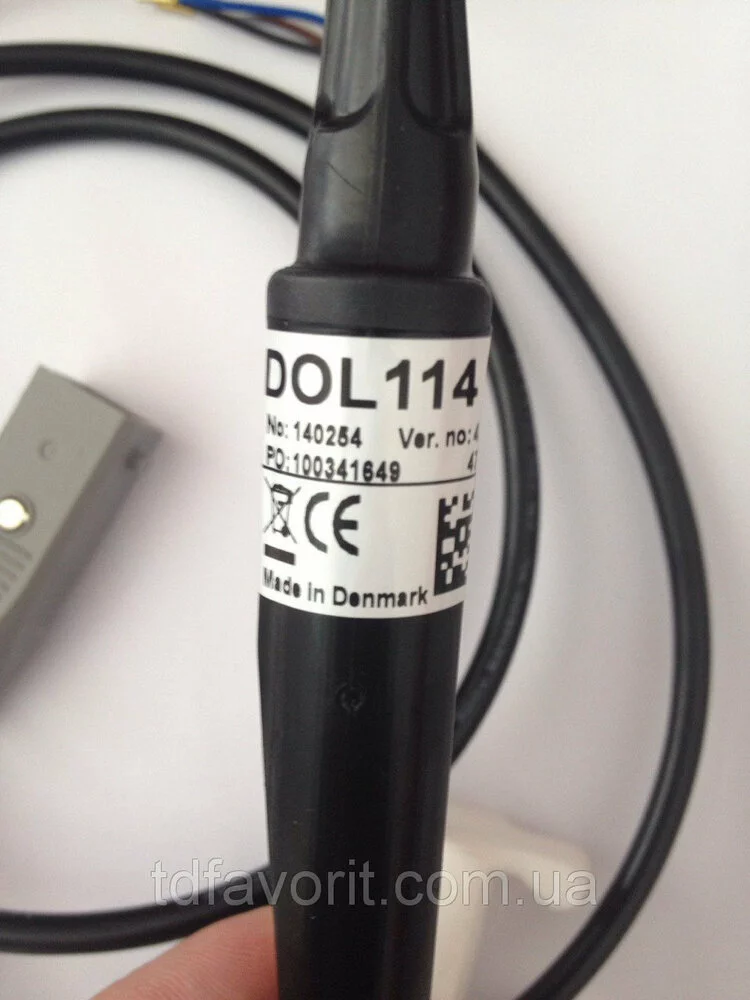 DOL 114
No: 140254 Ver. no: 4
PO: 100341649 47
CE
Made in Denmark
tdfavorit.com.ua